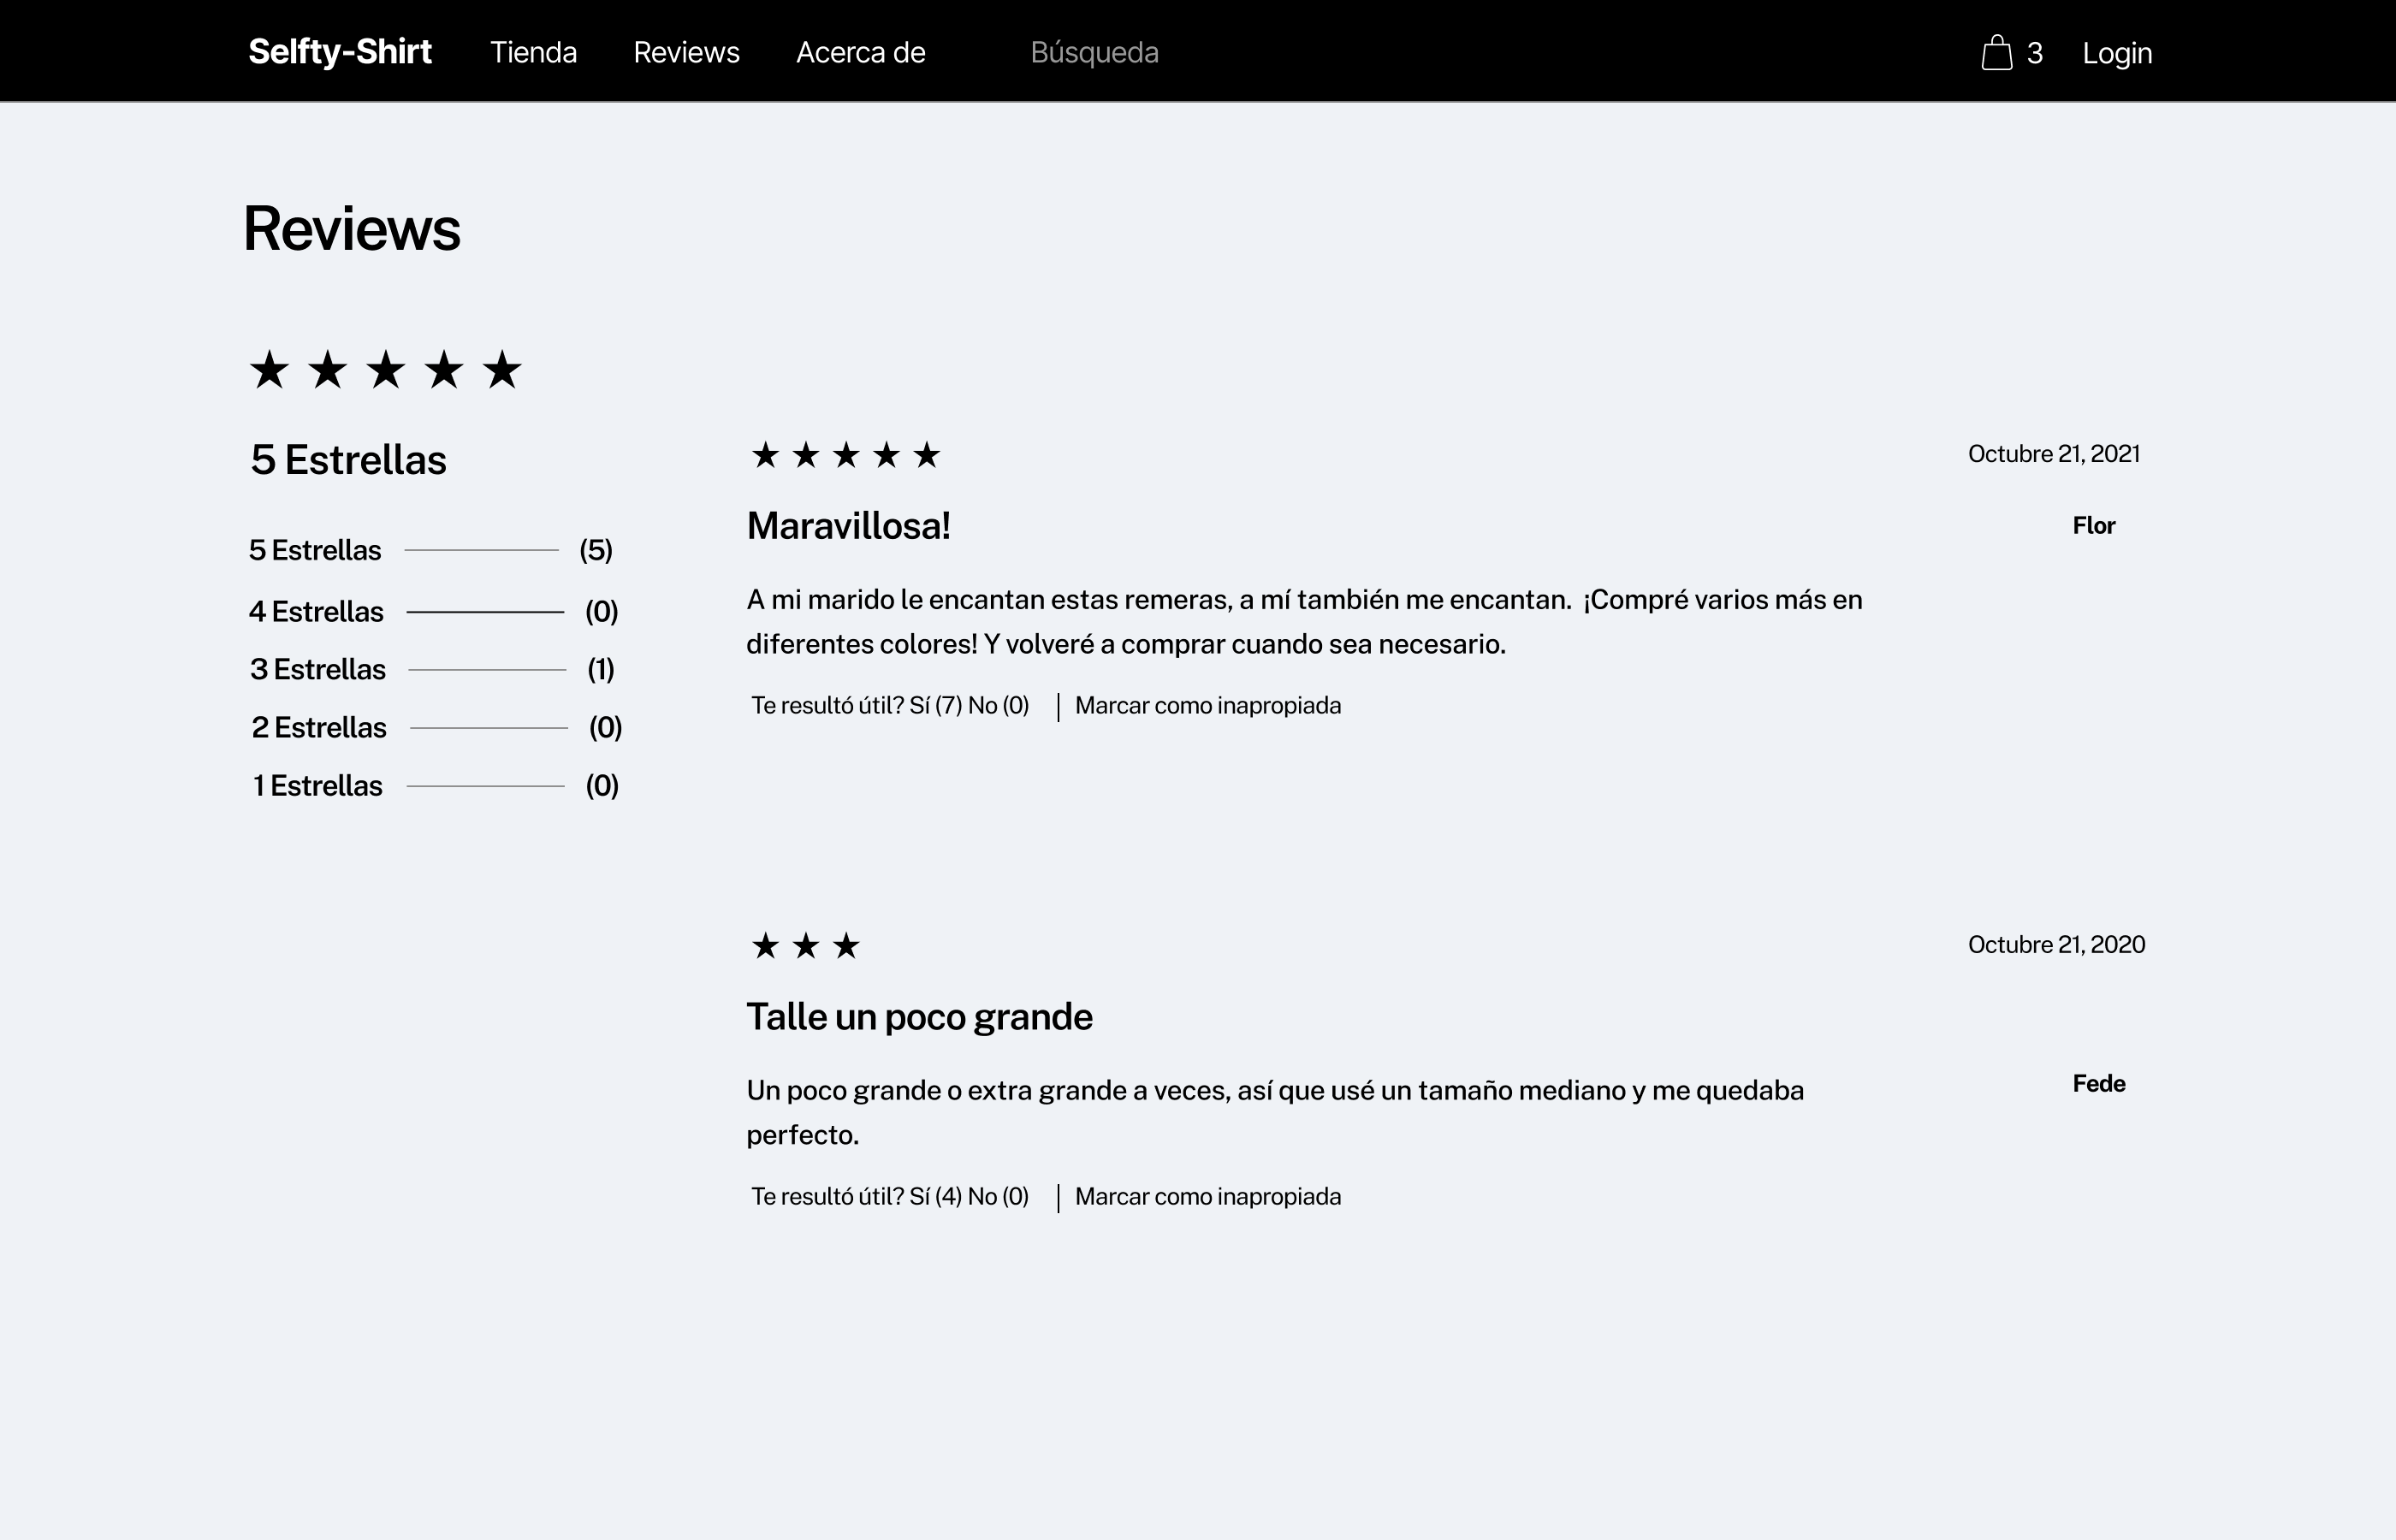 Selfty-Shirt Tienda Reviews Acerca de Búsqueda 3 Login
Reviews
5 Estrellas
5 Estrellas (5)
4 Estrellas (0)
3 Estrellas (1)
2 Estrellas (0)
1 Estrellas (0)
Octubre 21, 2021
Maravillosa!
Flor
A mi marido le encantan estas remeras, a mí también me encantan. ¡Compré varios más en
diferentes colores! Y volveré a comprar cuando sea necesario.
Te resultó útil? Sí (7) No (0) | Marcar como inapropiada
Octubre 21, 2020
Talle un poco grande
Fede
Un poco grande o extra grande a veces, así que usé un tamaño mediano y me quedaba
perfecto.
Te resultó útil? Sí (4) No (0) | Marcar como inapropiada